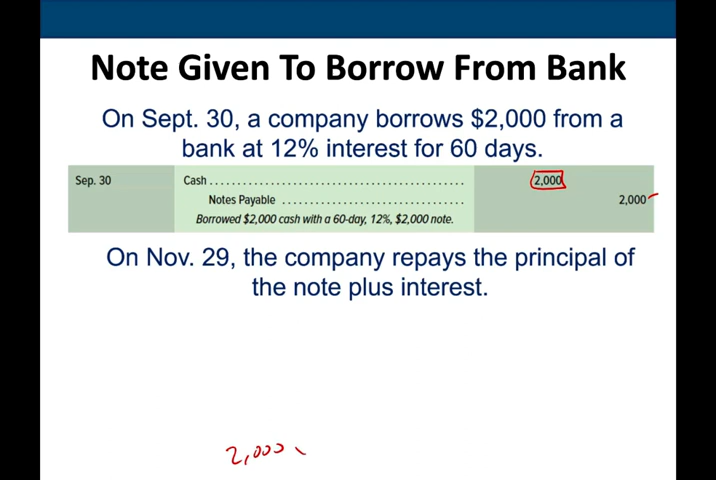 Note Given To Borrow From Bank
On Sept. 30, a company borrows $2,000 from a
bank at 12% interest for 60 days.
Sep. 30 Cash ................................................ 2,000
Notes Payable .................................. 2,000
Borrowed $2,000 cash with a 60-day, 12%, $2,000 note.
On Nov. 29, the company repays the principal of
the note plus interest.
2,000